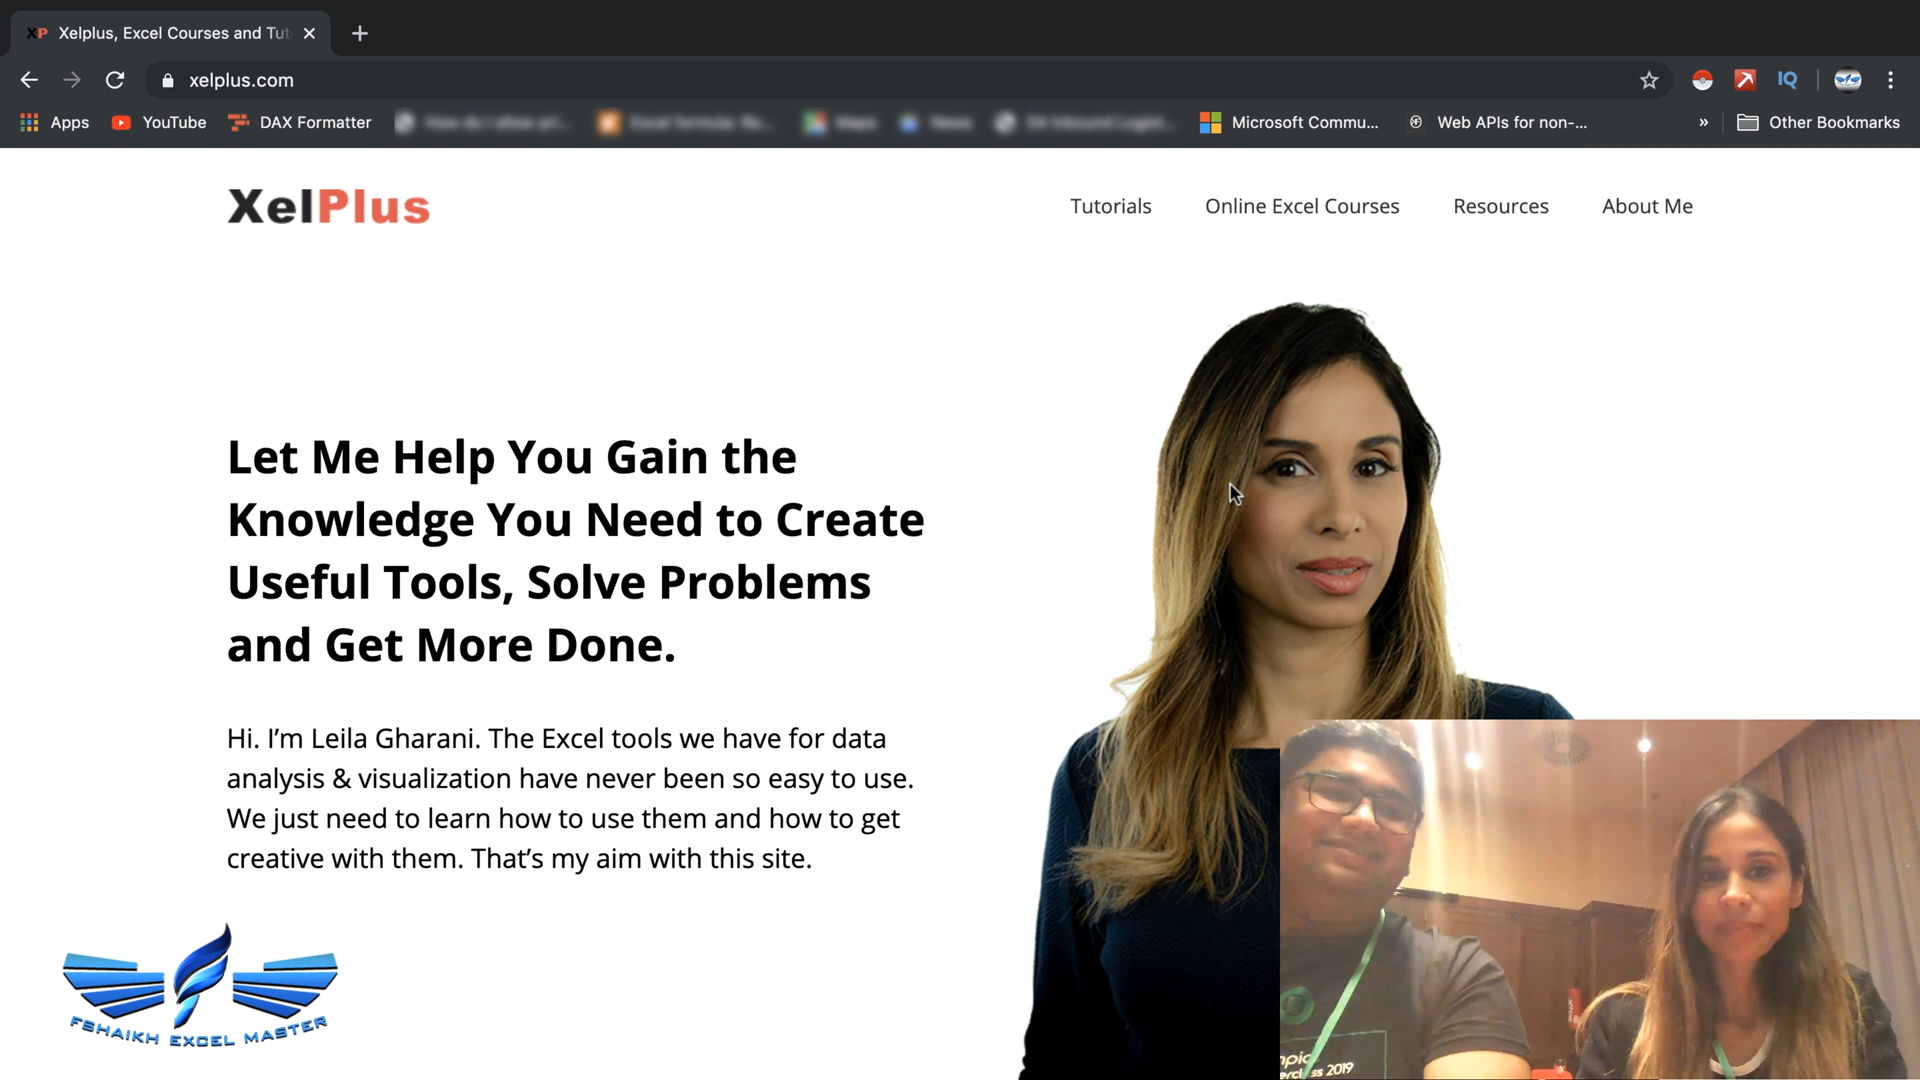 XP Xelplus, Excel Courses and Tut
xelplus.com
IQ
Apps YouTube DAX Formatter Maps News Microsoft Commu... Web APIs for non-... » Other Bookmarks
XelPlus Tutorials Online Excel Courses Resources About Me
Let Me Help You Gain the
Knowledge You Need to Create
Useful Tools, Solve Problems
and Get More Done.
Hi. I’m Leila Gharani. The Excel tools we have for data
analysis & visualization have never been so easy to use.
We just need to learn how to use them and how to get
creative with them. That’s my aim with this site.
FSHAIKH EXCEL MASTER
2019